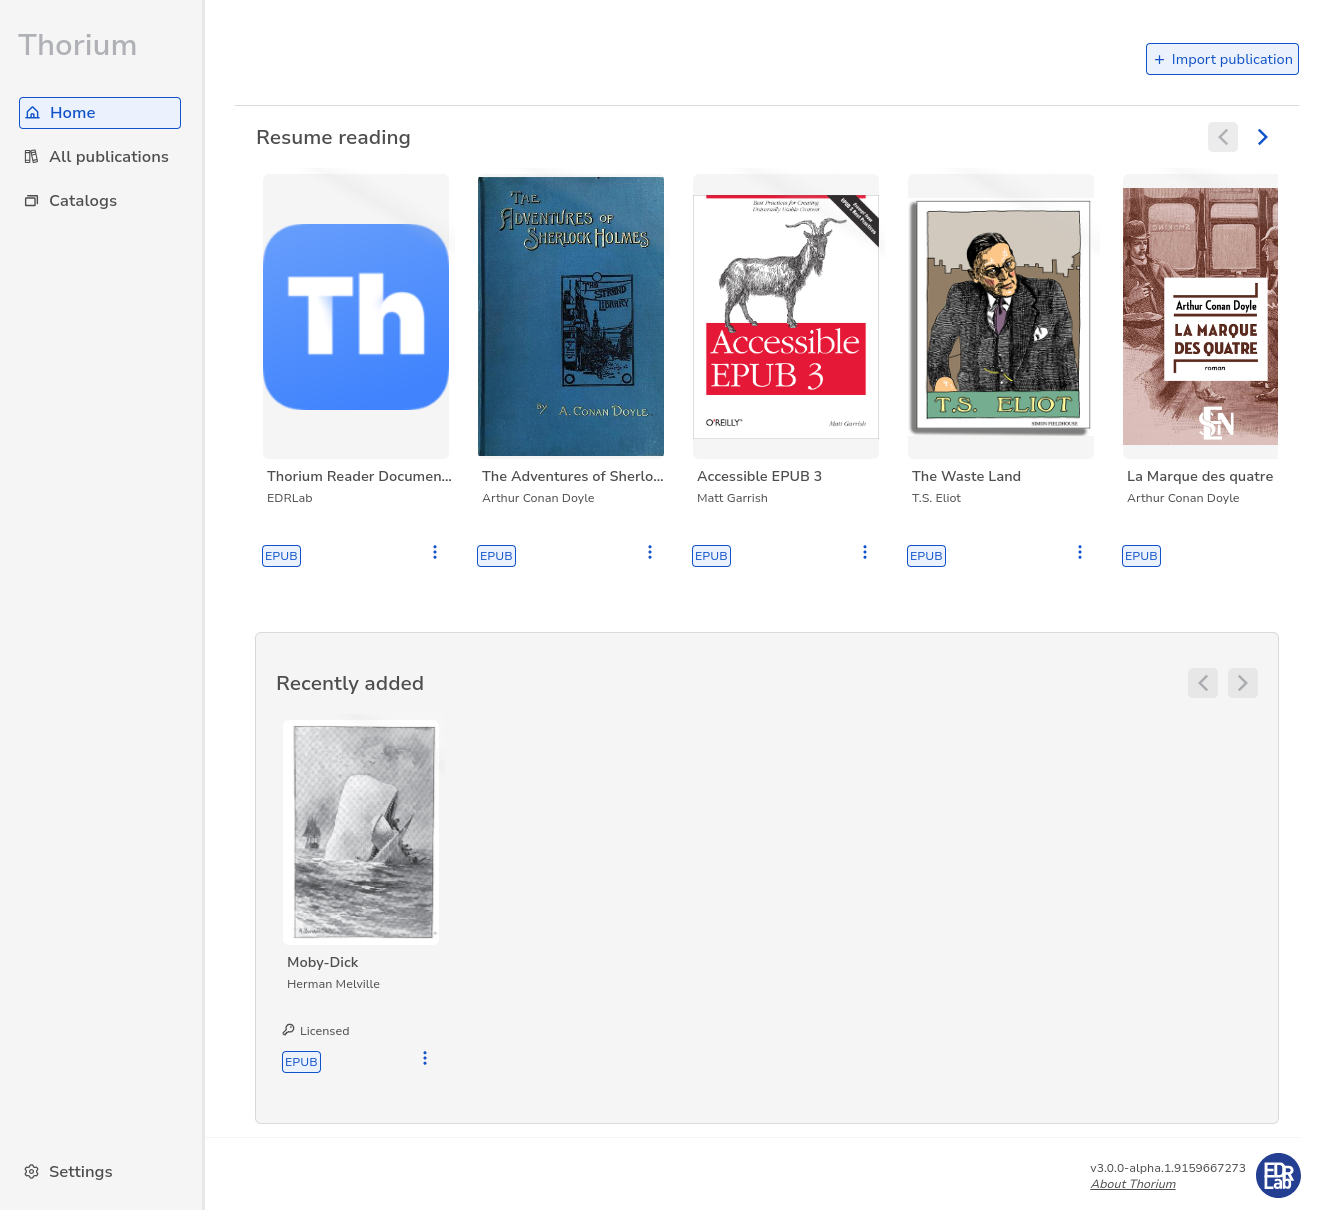 Thorium
Home
All publications
Catalogs
Settings
+ Import publication
Resume reading
Th
Thorium Reader Documen...
EDRLab
EPUB
THE
ADVENTURES OF
SHERLOCK HOLMES
THE
STRAND
LIBRARY
BY A. CONAN DOYLE
The Adventures of Sherlo...
Arthur Conan Doyle
EPUB
Best Practices for Creating
Universally Usable Content
Accessible
EPUB 3
O'REILLY
Matt Garrish
Accessible EPUB 3
Matt Garrish
EPUB
T.S. ELIOT
SIMON FIELDHOUSE
The Waste Land
T.S. Eliot
EPUB
SMOKING
Arthur Conan Doyle
LA MARQUE
DES QUATRE
roman
La Marque des quatre
Arthur Conan Doyle
EPUB
Recently added
Moby-Dick
Herman Melville
Licensed
EPUB
v3.0.0-alpha.1.9159667273
About Thorium
EDR
Lab